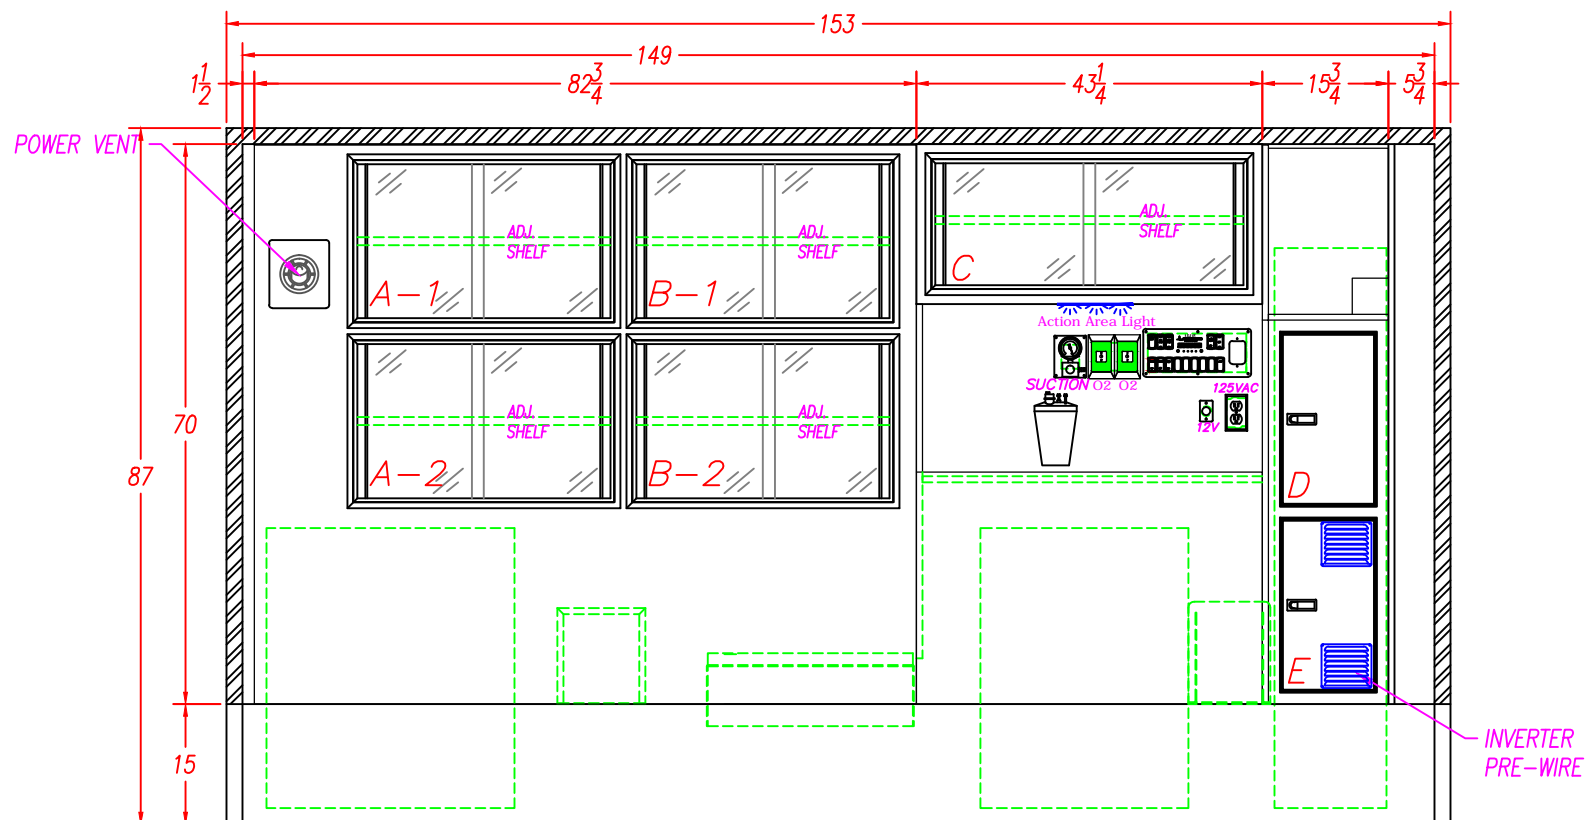 153
149
1 1/2
82 3/4
43 1/4
15 3/4
5 3/4
POWER VENT
ADJ.
SHELF
ADJ.
SHELF
ADJ.
SHELF
A-1
B-1
C
Action Area Light
SUCTION O2 O2
125VAC
12V
ADJ.
SHELF
ADJ.
SHELF
A-2
B-2
D
70
87
E
15
INVERTER
PRE-WIRE